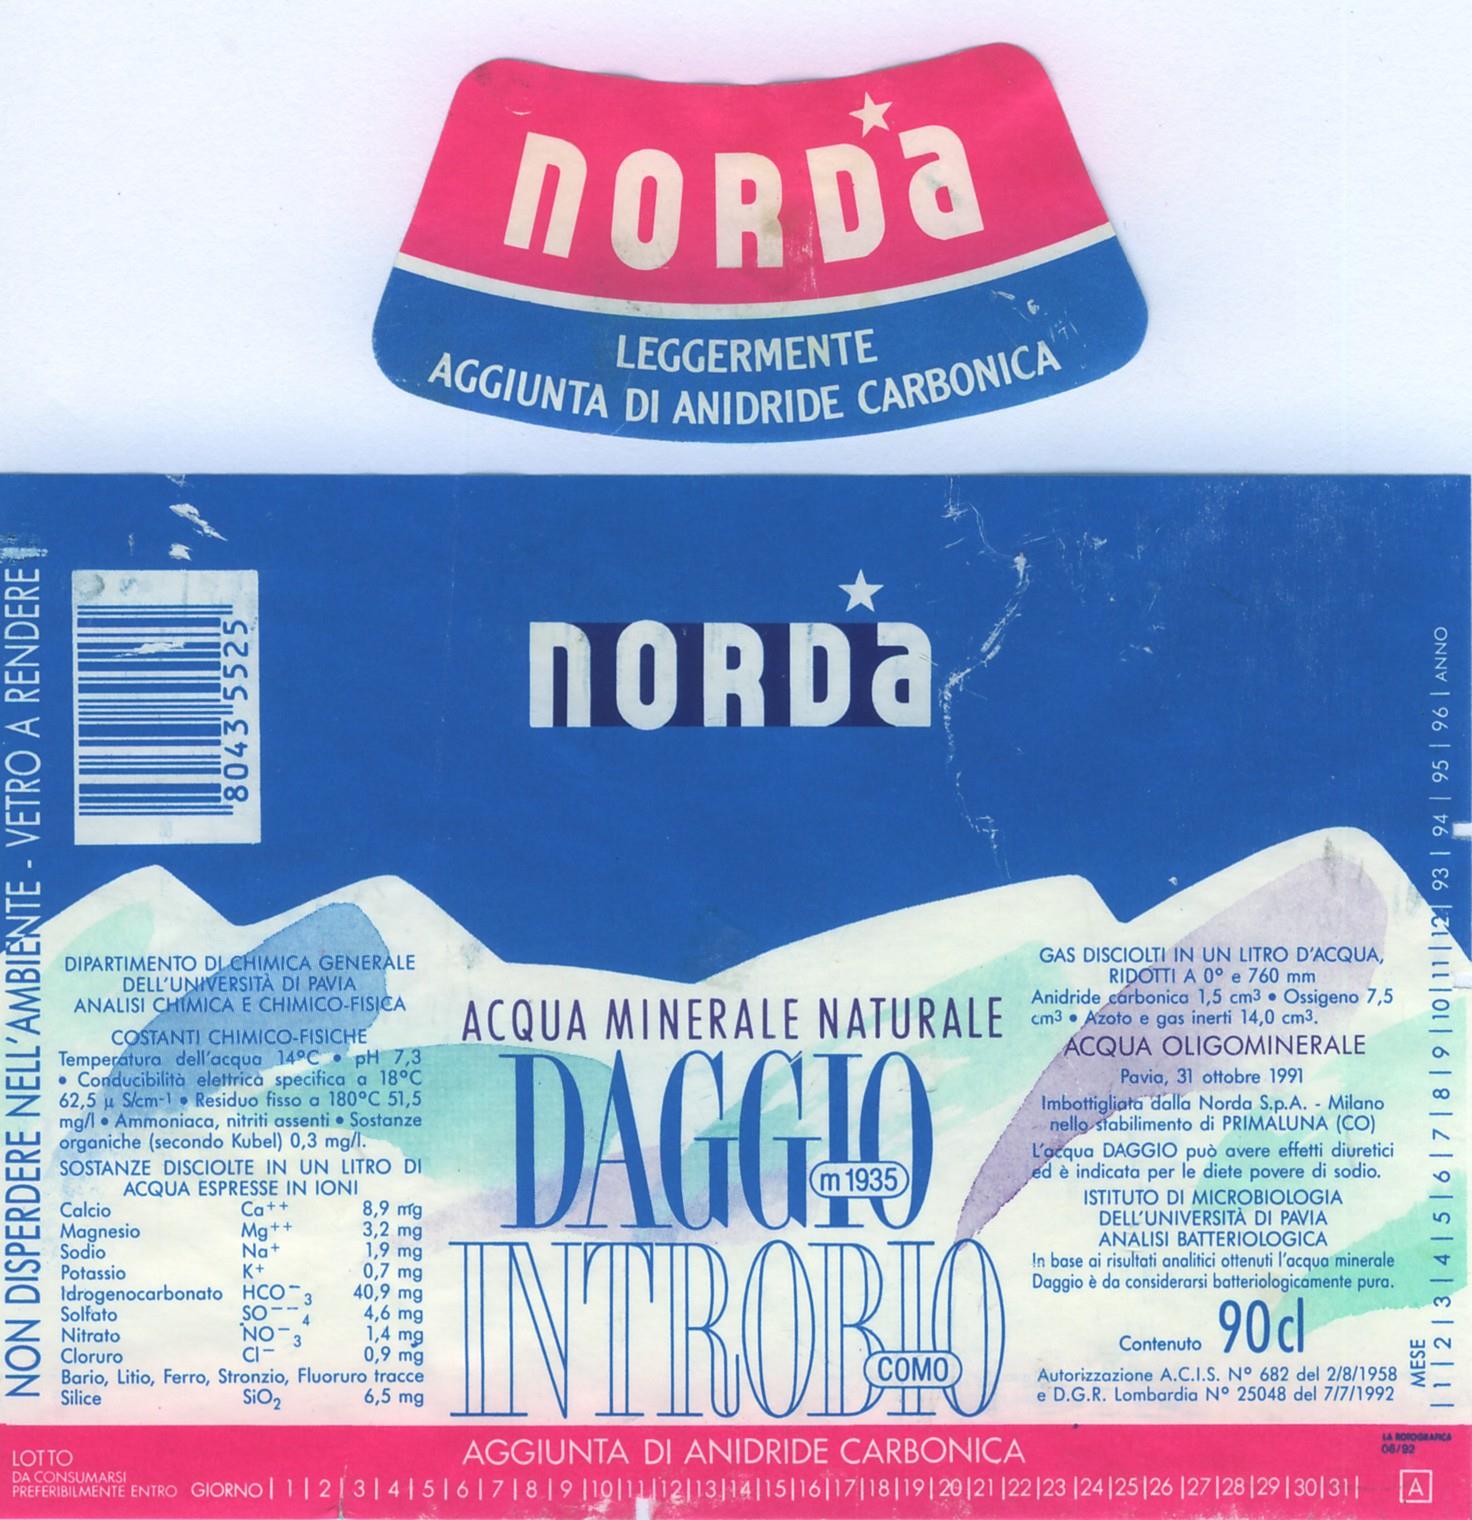 NORDA
LEGGERMENTE
AGGIUNTA DI ANIDRIDE CARBONICA
NON DISPERDERE NELL'AMBIENTE - VETRO A RENDERE
80435525
NORDA
DIPARTIMENTO DI CHIMICA GENERALE
DELL'UNIVERSITÀ DI PAVIA
ANALISI CHIMICA E CHIMICO-FISICA
COSTANTI CHIMICO-FISICHE
Temperatura dell'acqua 14°C • pH 7,3
• Conducibilità elettrica specifica a 18°C
62,5 µ S/cm-1 • Residuo fisso a 180°C 51,5
mg/l • Ammoniaca, nitriti assenti • Sostanze
organiche (secondo Kubel) 0,3 mg/l.
SOSTANZE DISCIOLTE IN UN LITRO DI
ACQUA ESPRESSE IN IONI
Calcio Ca++ 8,9 mg
Magnesio Mg++ 3,2 mg
Sodio Na+ 1,9 mg
Potassio K+ 0,7 mg
Idrogenocarbonato HCO-3 40,9 mg
Solfato SO--4 4,6 mg
Nitrato NO-3 1,4 mg
Cloruro Cl- 0,9 mg
Bario, Litio, Ferro, Stronzio, Fluoruro tracce
Silice SiO2 6,5 mg
ACQUA MINERALE NATURALE
DAGGIO
m 1935
INTROBIO
COMO
GAS DISCIOLTI IN UN LITRO D'ACQUA,
RIDOTTI A 0° e 760 mm
Anidride carbonica 1,5 cm3 • Ossigeno 7,5
cm3 • Azoto e gas inerti 14,0 cm3.
ACQUA OLIGOMINERALE
Pavia, 31 ottobre 1991
Imbottigliata dalla Norda S.p.A. - Milano
nello stabilimento di PRIMALUNA (CO)
L'acqua DAGGIO può avere effetti diuretici
ed è indicata per le diete povere di sodio.
ISTITUTO DI MICROBIOLOGIA
DELL'UNIVERSITÀ DI PAVIA
ANALISI BATTERIOLOGICA
In base ai risultati analitici ottenuti l'acqua minerale
Daggio è da considerarsi batteriologicamente pura.
Contenuto 90 cl
Autorizzazione A.C.I.S. N° 682 del 2/8/1958
e D.G.R. Lombardia N° 25048 del 7/7/1992
MESE | 1 | 2 | 3 | 4 | 5 | 6 | 7 | 8 | 9 | 10 | 11 | 12 | 93 | 94 | 95 | 96 | ANNO
AGGIUNTA DI ANIDRIDE CARBONICA
LA ROTOGRAFICA
06/92
LOTTO
DA CONSUMARSI
PREFERIBILMENTE ENTRO GIORNO | 1 | 2 | 3 | 4 | 5 | 6 | 7 | 8 | 9 | 10 | 11 | 12 | 13 | 14 | 15 | 16 | 17 | 18 | 19 | 20 | 21 | 22 | 23 | 24 | 25 | 26 | 27 | 28 | 29 | 30 | 31 |
A